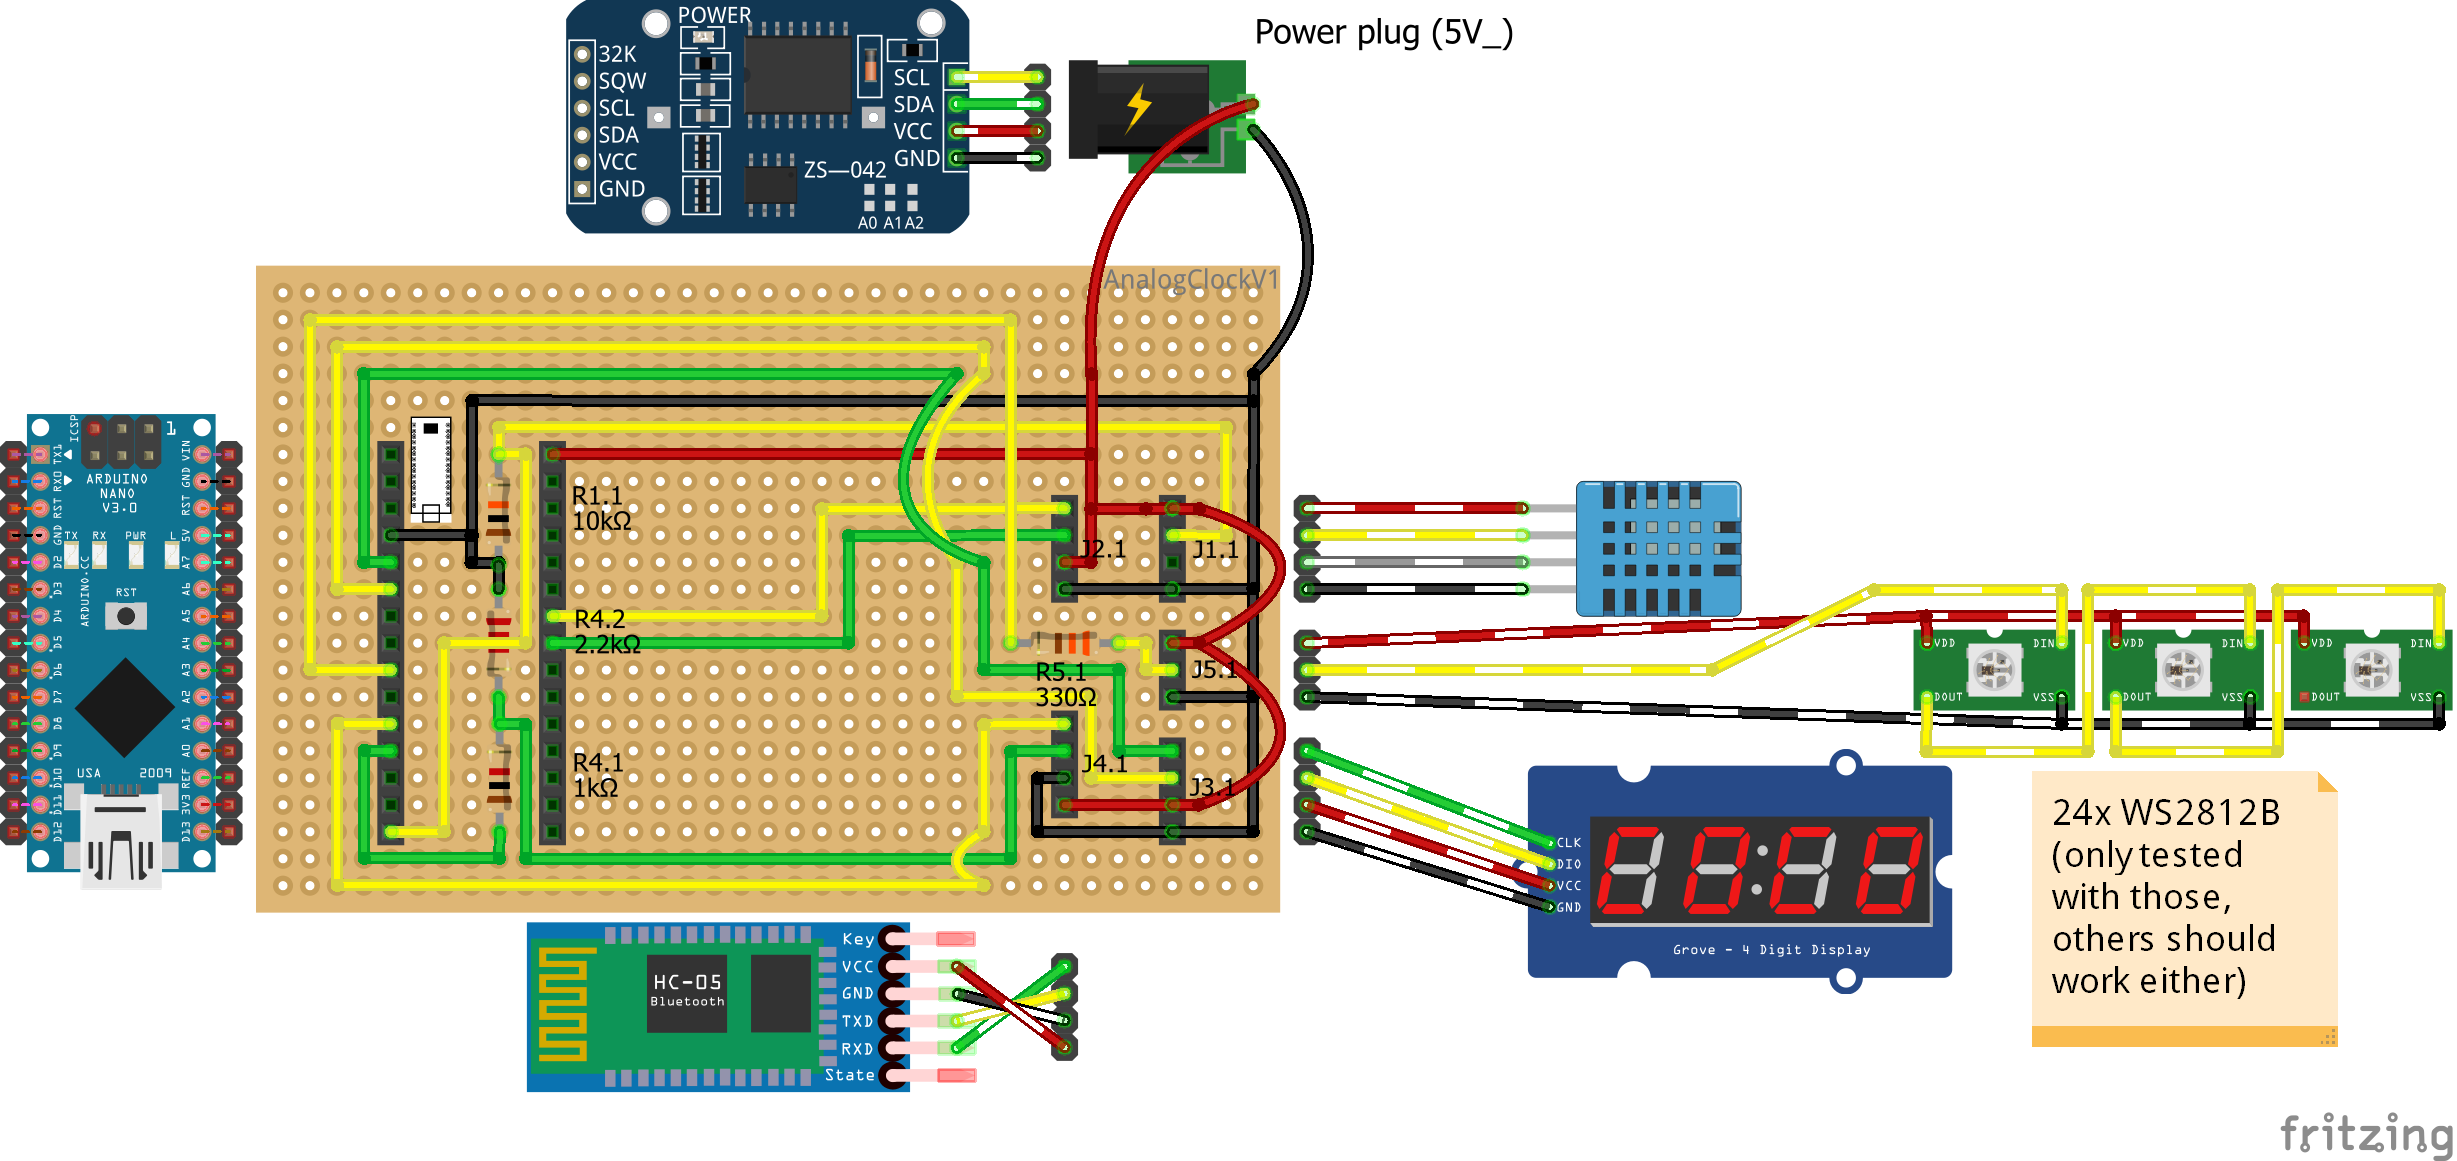 POWER
32K
SQW
SCL
SDA
VCC
GND
SCL
SDA
VCC
GND
ZS—042
A0 A1 A2
Power plug (5V_)
AnalogClockV1
ICSP
1
ARDUINO
NANO
V3.0
TX RX PWR L
RST
ARDUINO.CC
USA 2009
TX1
RX0
RST
GND
D2
D3
D4
D5
D6
D7
D8
D9
D10
D11
D12
VIN
GND
RST
5V
A7
A6
A5
A4
A3
A2
A1
A0
REF
3V3
D13
R1.1
10kΩ
R4.2
2.2kΩ
R4.1
1kΩ
R5.1
330Ω
J2.1
J1.1
J5.1
J4.1
J3.1
VDD DIN
DOUT VSS
VDD DIN
DOUT VSS
VDD DIN
DOUT VSS
CLK
DIO
VCC
GND
Grove - 4 Digit Display
24x WS2812B
(only tested
with those,
others should
work either)
HC-05
Bluetooth
Key
VCC
GND
TXD
RXD
State
fritzing